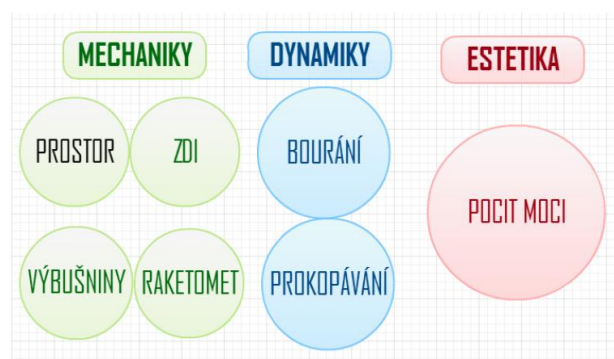 MECHANIKY
DYNAMIKY
ESTETIKA
PROSTOR
ZDI
BOURÁNÍ
POCIT MOCI
VÝBUŠNINY
RAKETOMET
PROKOPÁVÁNÍ